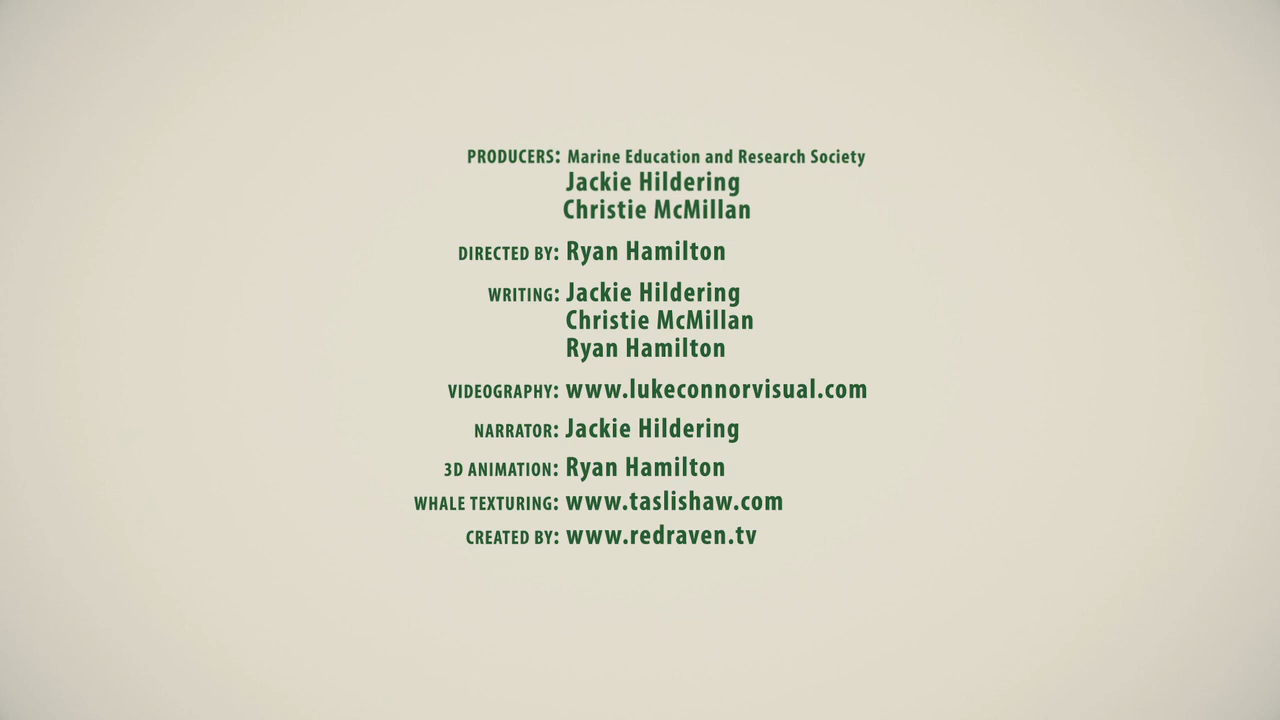 PRODUCERS: Marine Education and Research Society
Jackie Hildering
Christie McMillan
DIRECTED BY: Ryan Hamilton
WRITING: Jackie Hildering
Christie McMillan
Ryan Hamilton
VIDEOGRAPHY: www.lukeconnorvisual.com
NARRATOR: Jackie Hildering
3D ANIMATION: Ryan Hamilton
WHALE TEXTURING: www.taslishaw.com
CREATED BY: www.redraven.tv